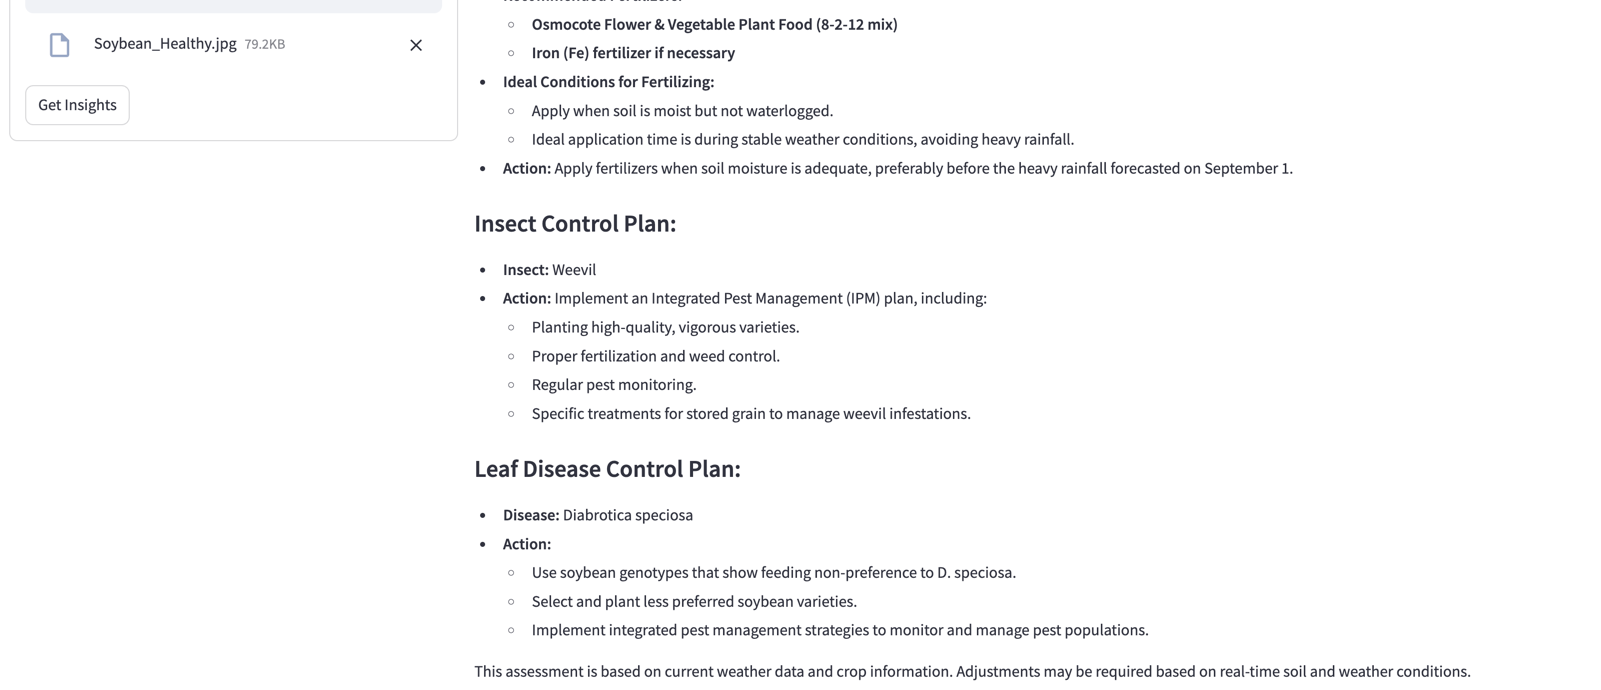 Soybean_Healthy.jpg 79.2KB
Get Insights
Osmocote Flower & Vegetable Plant Food (8-2-12 mix)
Iron (Fe) fertilizer if necessary
Ideal Conditions for Fertilizing:
Apply when soil is moist but not waterlogged.
Ideal application time is during stable weather conditions, avoiding heavy rainfall.
Action: Apply fertilizers when soil moisture is adequate, preferably before the heavy rainfall forecasted on September 1.
Insect Control Plan:
Insect: Weevil
Action: Implement an Integrated Pest Management (IPM) plan, including:
Planting high-quality, vigorous varieties.
Proper fertilization and weed control.
Regular pest monitoring.
Specific treatments for stored grain to manage weevil infestations.
Leaf Disease Control Plan:
Disease: Diabrotica speciosa
Action:
Use soybean genotypes that show feeding non-preference to D. speciosa.
Select and plant less preferred soybean varieties.
Implement integrated pest management strategies to monitor and manage pest populations.
This assessment is based on current weather data and crop information. Adjustments may be required based on real-time soil and weather conditions.